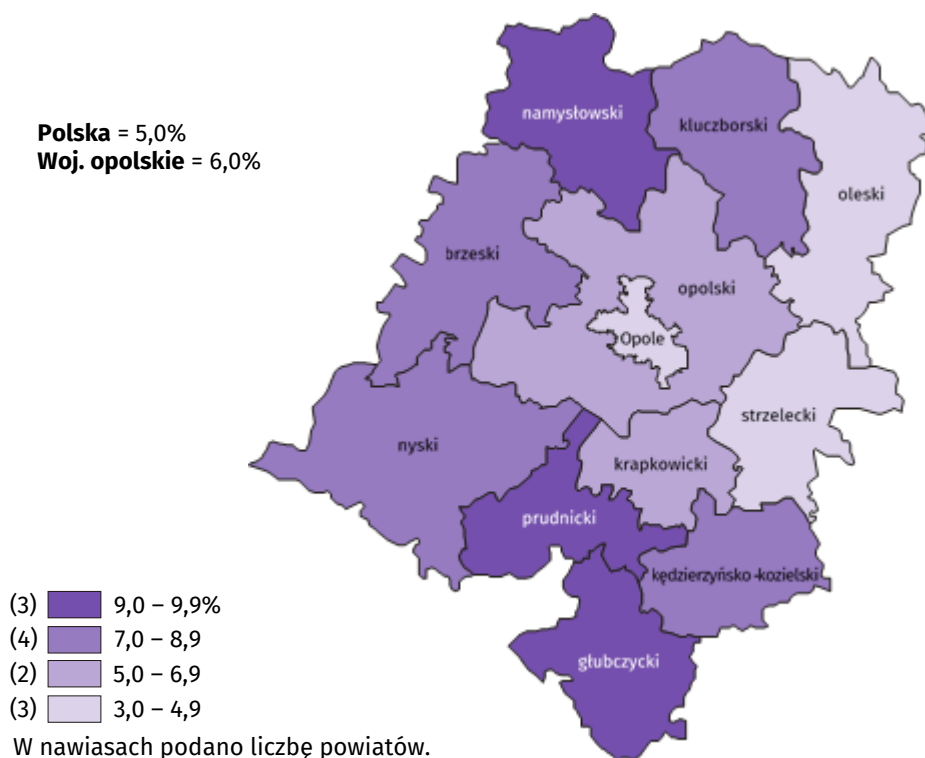 Polska = 5,0%
Woj. opolskie = 6,0%
namysłowski
kluczborski
oleski
brzeski
opolski
Opole
strzelecki
nyski
krapkowicki
prudnicki
kędzierzyńsko-kozielski
głubczycki
(3) 9,0 – 9,9%
(4) 7,0 – 8,9
(2) 5,0 – 6,9
(3) 3,0 – 4,9
W nawiasach podano liczbę powiatów.